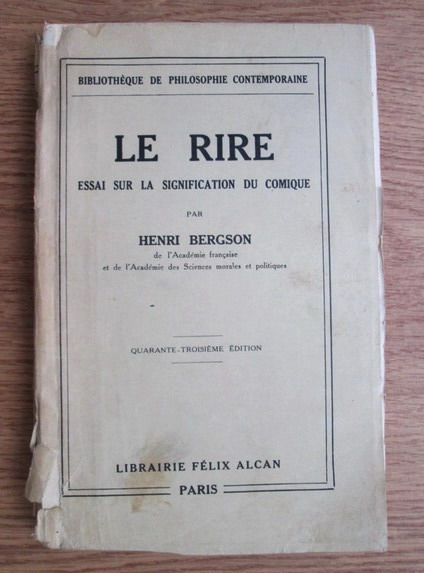 BIBLIOTHÈQUE DE PHILOSOPHIE CONTEMPORAINE
LE RIRE
ESSAI SUR LA SIGNIFICATION DU COMIQUE
PAR
HENRI BERGSON
de l'Académie française
et de l'Académie des Sciences morales et politiques
QUARANTE-TROISIÈME ÉDITION
LIBRAIRIE FÉLIX ALCAN
PARIS